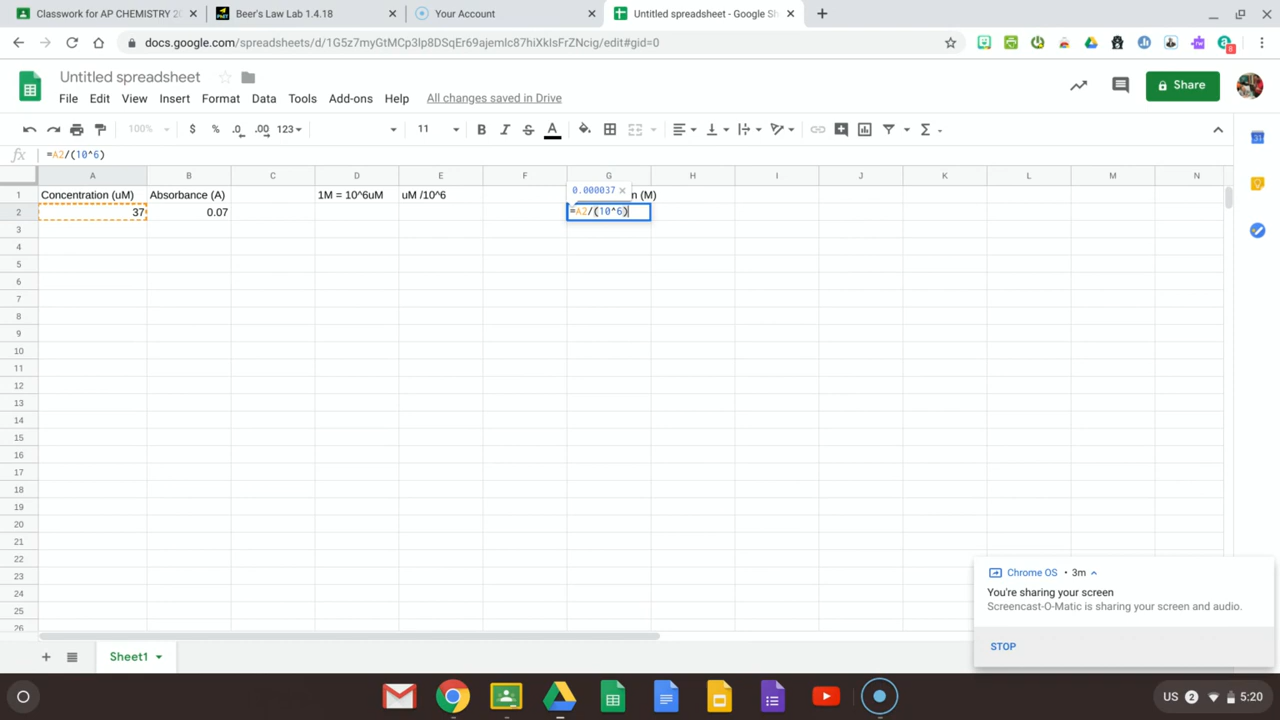 Classwork for AP CHEMISTRY 20
Beer's Law Lab 1.4.18
Your Account
Untitled spreadsheet - Google Sh
docs.google.com/spreadsheets/d/1G5z7myGtMCp3lp8DSqEr69ajemlc87hiXkIsFrZNcig/edit#gid=0
Untitled spreadsheet
File Edit View Insert Format Data Tools Add-ons Help All changes saved in Drive
Share
100% $ % .0 .00 123 11 B I S A Σ
fx =A2/(10^6)
A B C D E F G H I J K L M N
1 Concentration (uM) Absorbance (A) 1M = 10^6uM uM /10^6 n (M)
0.000037 ×
2 37 0.07 =A2/(10^6)
3
4
5
6
7
8
9
10
11
12
13
14
15
16
17
18
19
20
21
22
23
24
25
26
Chrome OS • 3m
You're sharing your screen
Screencast-O-Matic is sharing your screen and audio.
STOP
Sheet1
US 2 5:20